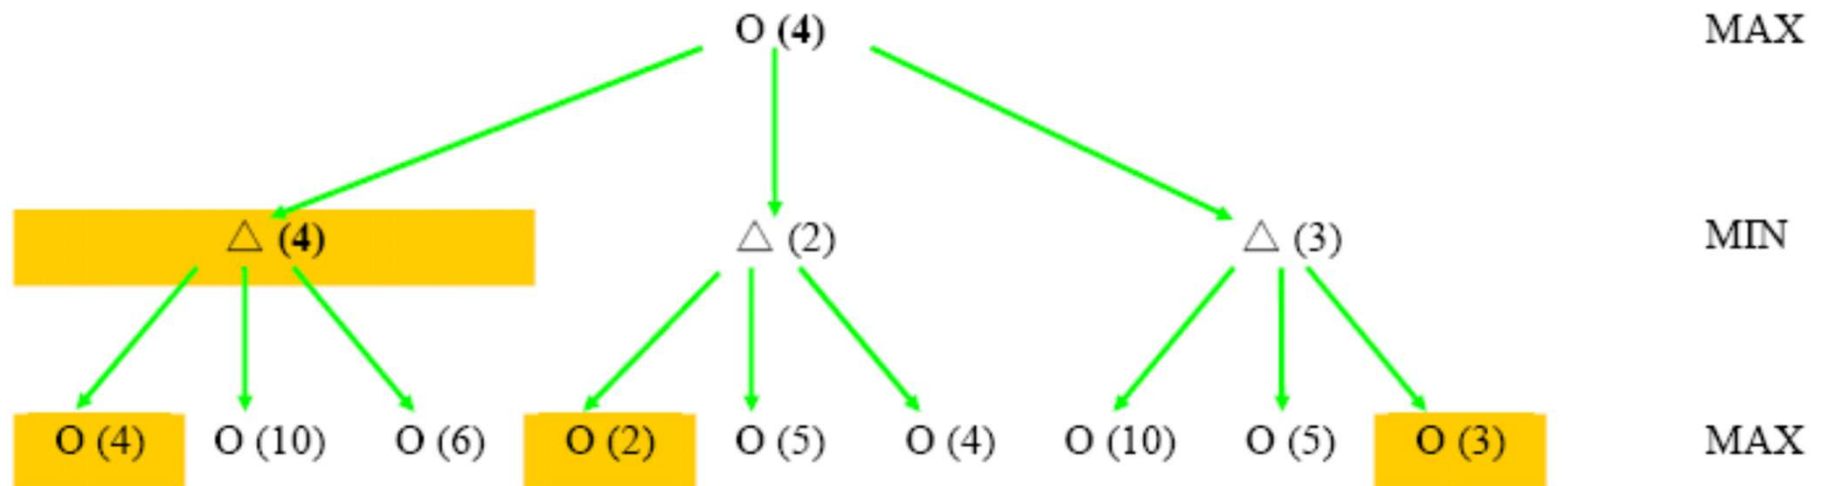 O (4) MAX
△ (4) △ (2) △ (3) MIN
O (4) O (10) O (6) O (2) O (5) O (4) O (10) O (5) O (3) MAX